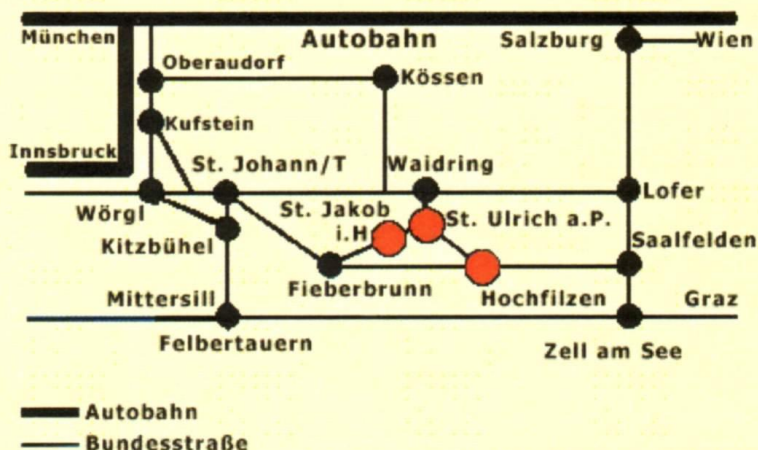 München
Autobahn
Salzburg
Wien
Oberaudorf
Kössen
Kufstein
Innsbruck
St. Johann/T
Waidring
Wörgl
St. Jakob
i.H
St. Ulrich a.P.
Lofer
Kitzbühel
Saalfelden
Fieberbrunn
Mittersill
Hochfilzen
Graz
Felbertauern
Zell am See
Autobahn
Bundesstraße